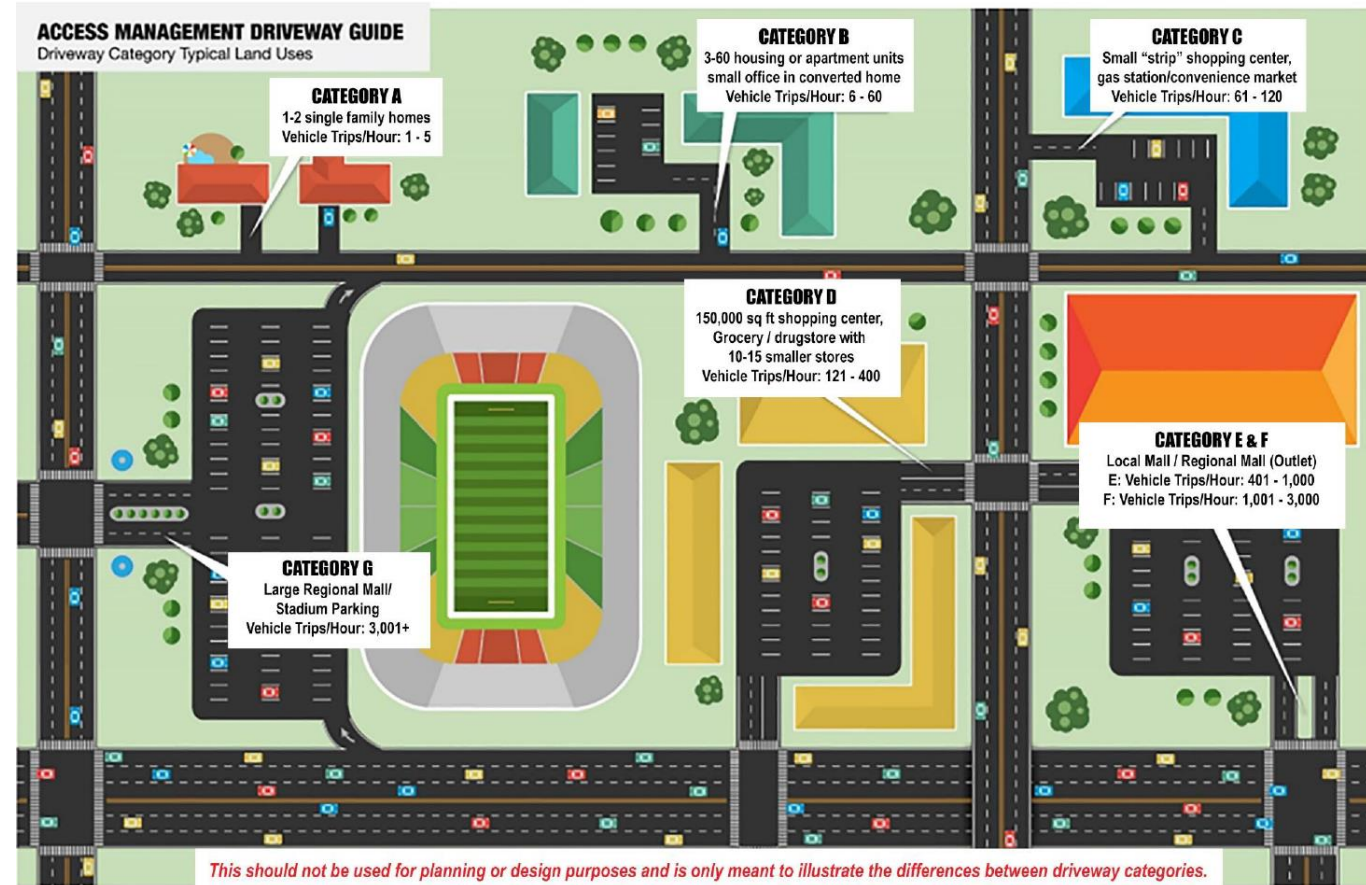 ACCESS MANAGEMENT DRIVEWAY GUIDE
Driveway Category Typical Land Uses
CATEGORY A
1-2 single family homes
Vehicle Trips/Hour: 1 - 5
CATEGORY B
3-60 housing or apartment units
small office in converted home
Vehicle Trips/Hour: 6 - 60
CATEGORY C
Small “strip” shopping center,
gas station/convenience market
Vehicle Trips/Hour: 61 - 120
CATEGORY D
150,000 sq ft shopping center,
Grocery / drugstore with
10-15 smaller stores
Vehicle Trips/Hour: 121 - 400
CATEGORY E & F
Local Mall / Regional Mall (Outlet)
E: Vehicle Trips/Hour: 401 - 1,000
F: Vehicle Trips/Hour: 1,001 - 3,000
CATEGORY G
Large Regional Mall/
Stadium Parking
Vehicle Trips/Hour: 3,001+
This should not be used for planning or design purposes and is only meant to illustrate the differences between driveway categories.